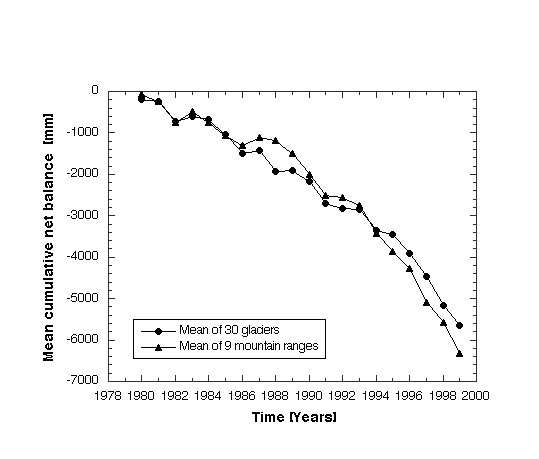 0
-1000
-2000
-3000
-4000
-5000
-6000
-7000
Mean cumulative net balance [mm]
Mean of 30 glaciers
Mean of 9 mountain ranges
1978 1980 1982 1984 1986 1988 1990 1992 1994 1996 1998 2000
Time [Years]